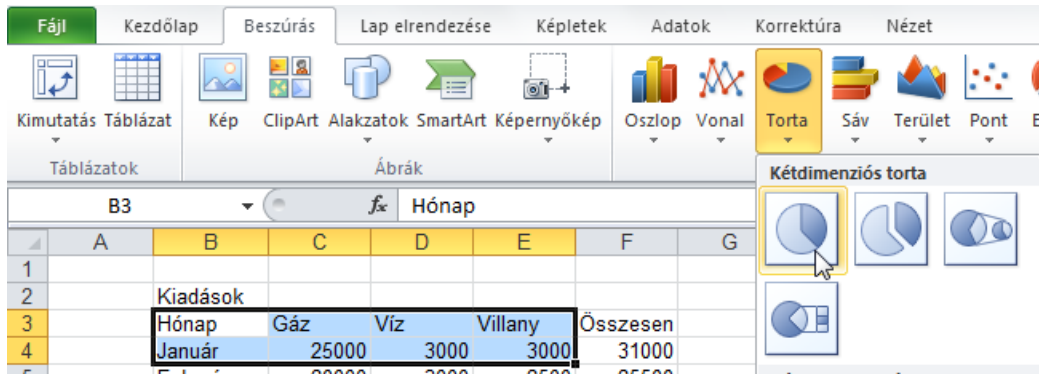 Fájl Kezdőlap Beszúrás Lap elrendezése Képletek Adatok Korrektúra Nézet
Kimutatás Táblázat Kép ClipArt Alakzatok SmartArt Képernyőkép Oszlop Vonal Torta Sáv Terület Pont
Táblázatok Ábrák
Kétdimenziós torta
B3 fx Hónap
A B C D E F G
1
2 Kiadások
3 Hónap Gáz Víz Villany Összesen
4 Január 25000 3000 3000 31000